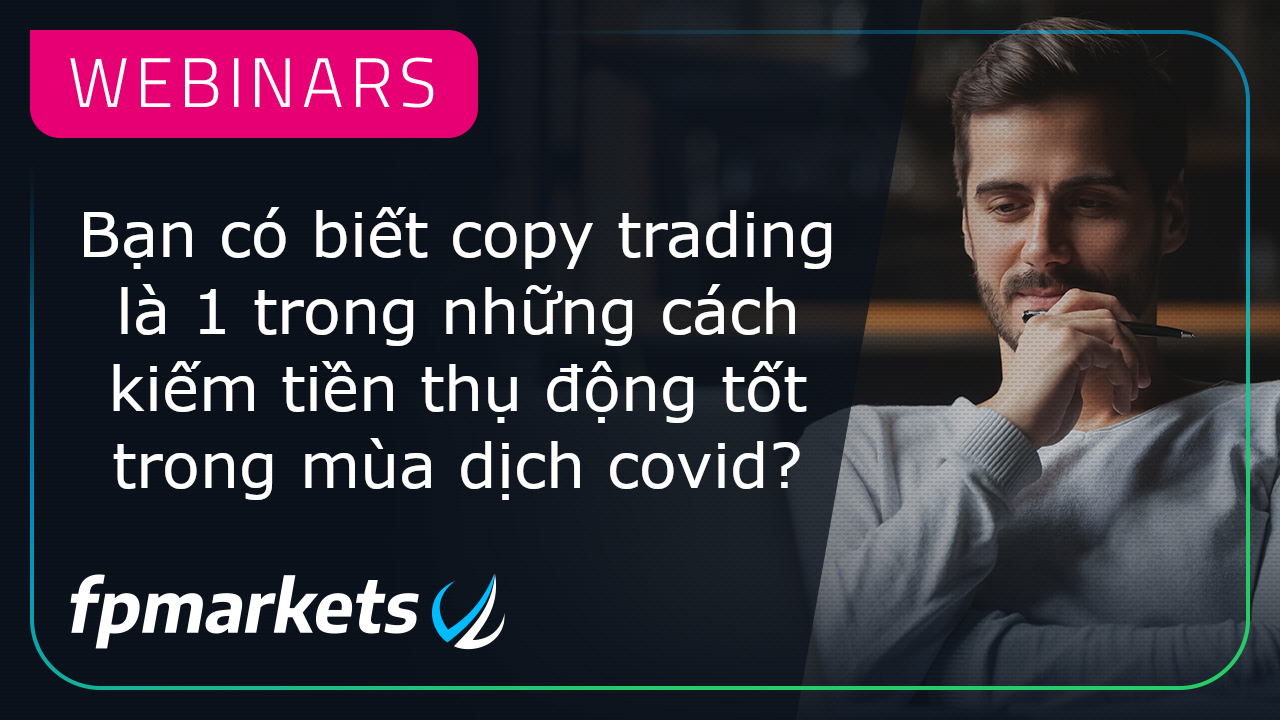 WEBINARS
Bạn có biết copy trading
là 1 trong những cách
kiếm tiền thụ động tốt
trong mùa dịch covid?
fpmarkets